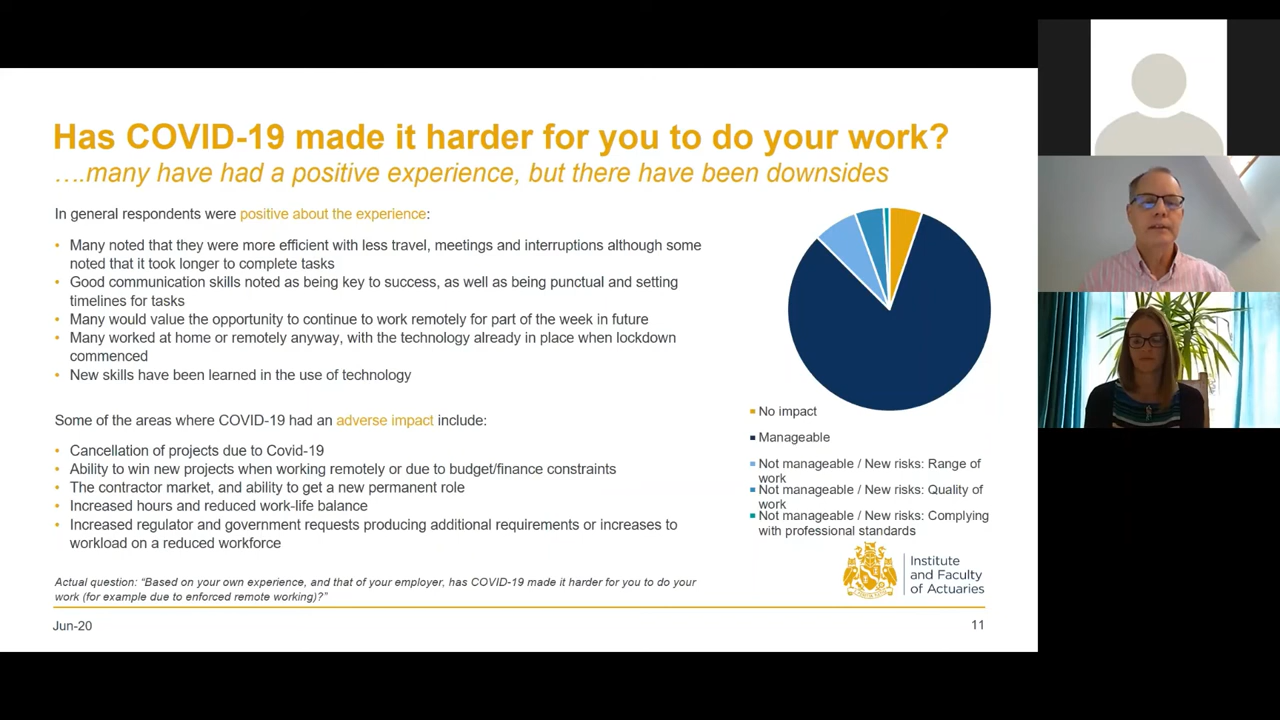 Has COVID-19 made it harder for you to do your work?
….many have had a positive experience, but there have been downsides
In general respondents were positive about the experience:
• Many noted that they were more efficient with less travel, meetings and interruptions although some
noted that it took longer to complete tasks
• Good communication skills noted as being key to success, as well as being punctual and setting
timelines for tasks
• Many would value the opportunity to continue to work remotely for part of the week in future
• Many worked at home or remotely anyway, with the technology already in place when lockdown
commenced
• New skills have been learned in the use of technology
Some of the areas where COVID-19 had an adverse impact include:
• Cancellation of projects due to Covid-19
• Ability to win new projects when working remotely or due to budget/finance constraints
• The contractor market, and ability to get a new permanent role
• Increased hours and reduced work-life balance
• Increased regulator and government requests producing additional requirements or increases to
workload on a reduced workforce
Actual question: “Based on your own experience, and that of your employer, has COVID-19 made it harder for you to do your
work (for example due to enforced remote working)?”
No impact
Manageable
Not manageable / New risks: Range of
work
Not manageable / New risks: Quality of
work
Not manageable / New risks: Complying
with professional standards
Institute
and Faculty
of Actuaries
Jun-20
11